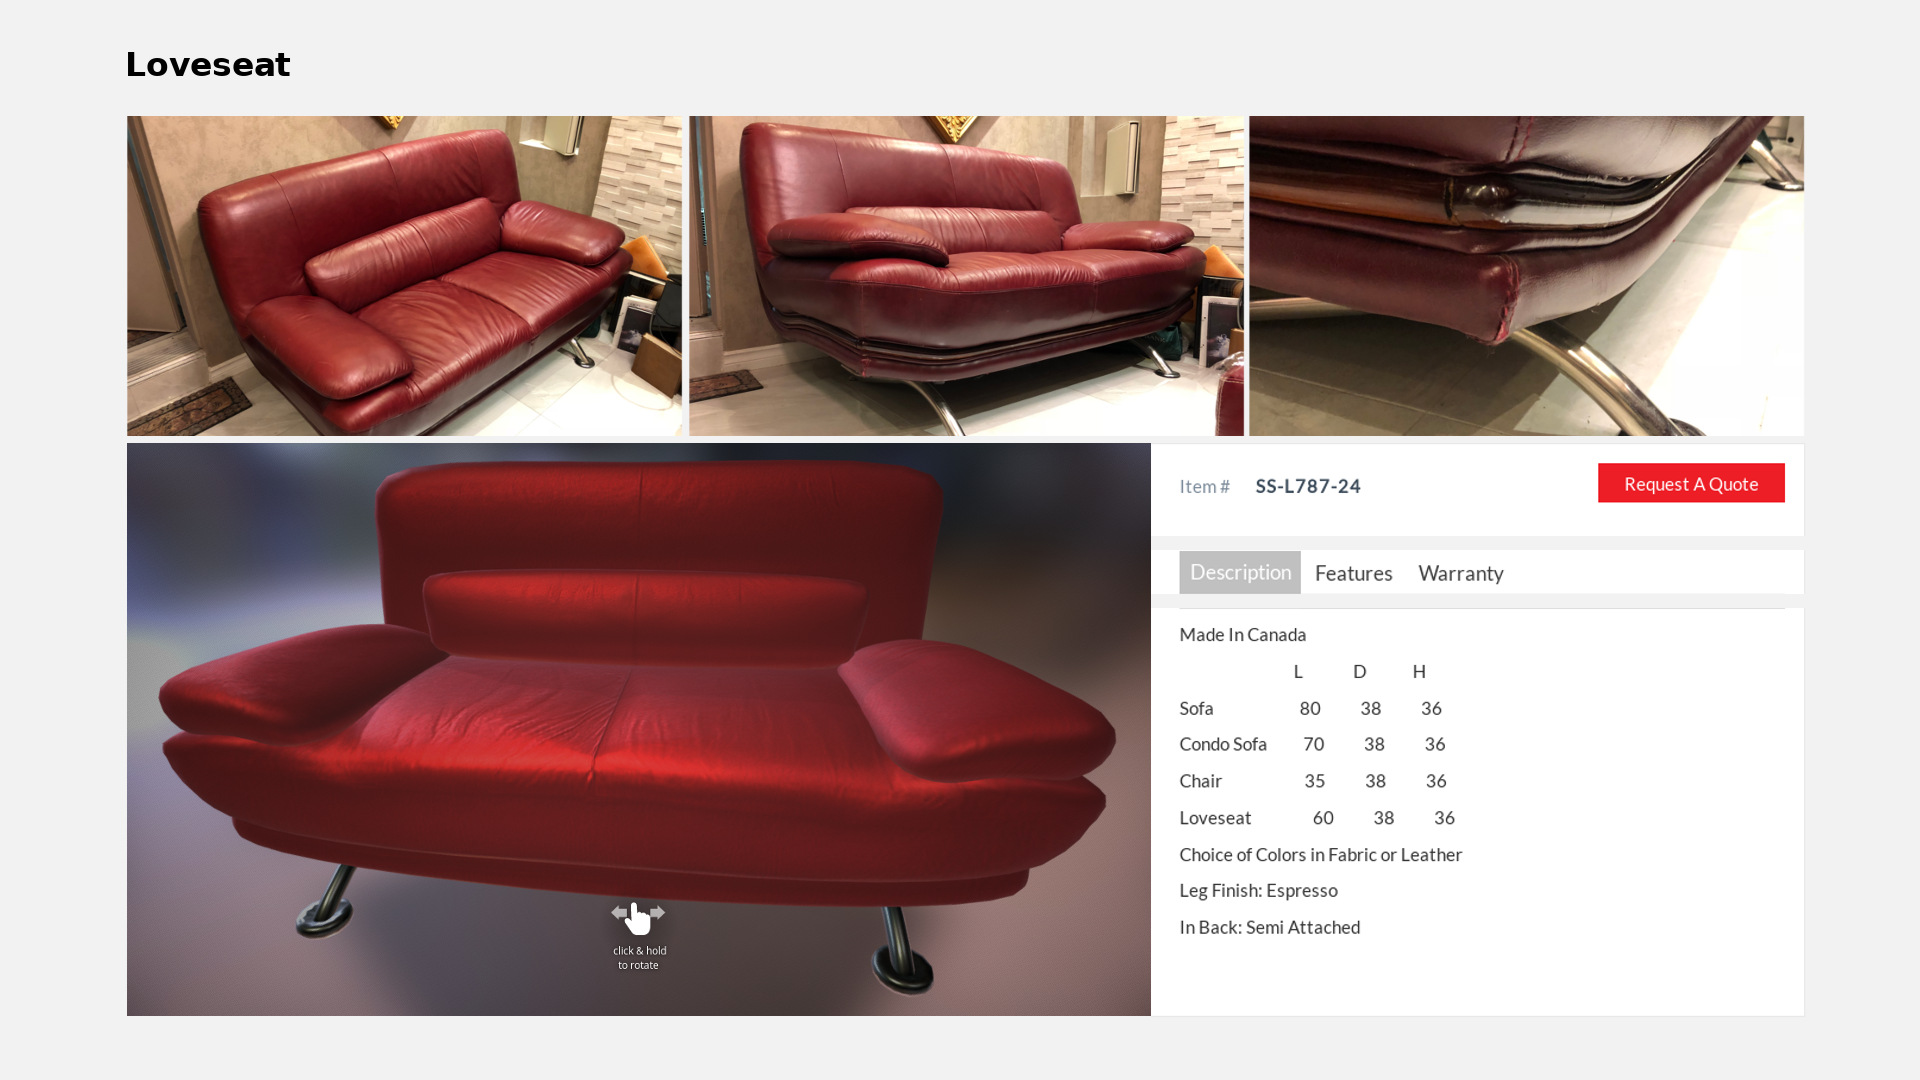 Loveseat
Item # SS-L787-24
Request A Quote
Description Features Warranty
Made In Canada
L D H
Sofa 80 38 36
Condo Sofa 70 38 36
Chair 35 38 36
Loveseat 60 38 36
Choice of Colors in Fabric or Leather
Leg Finish: Espresso
In Back: Semi Attached
click & hold
to rotate